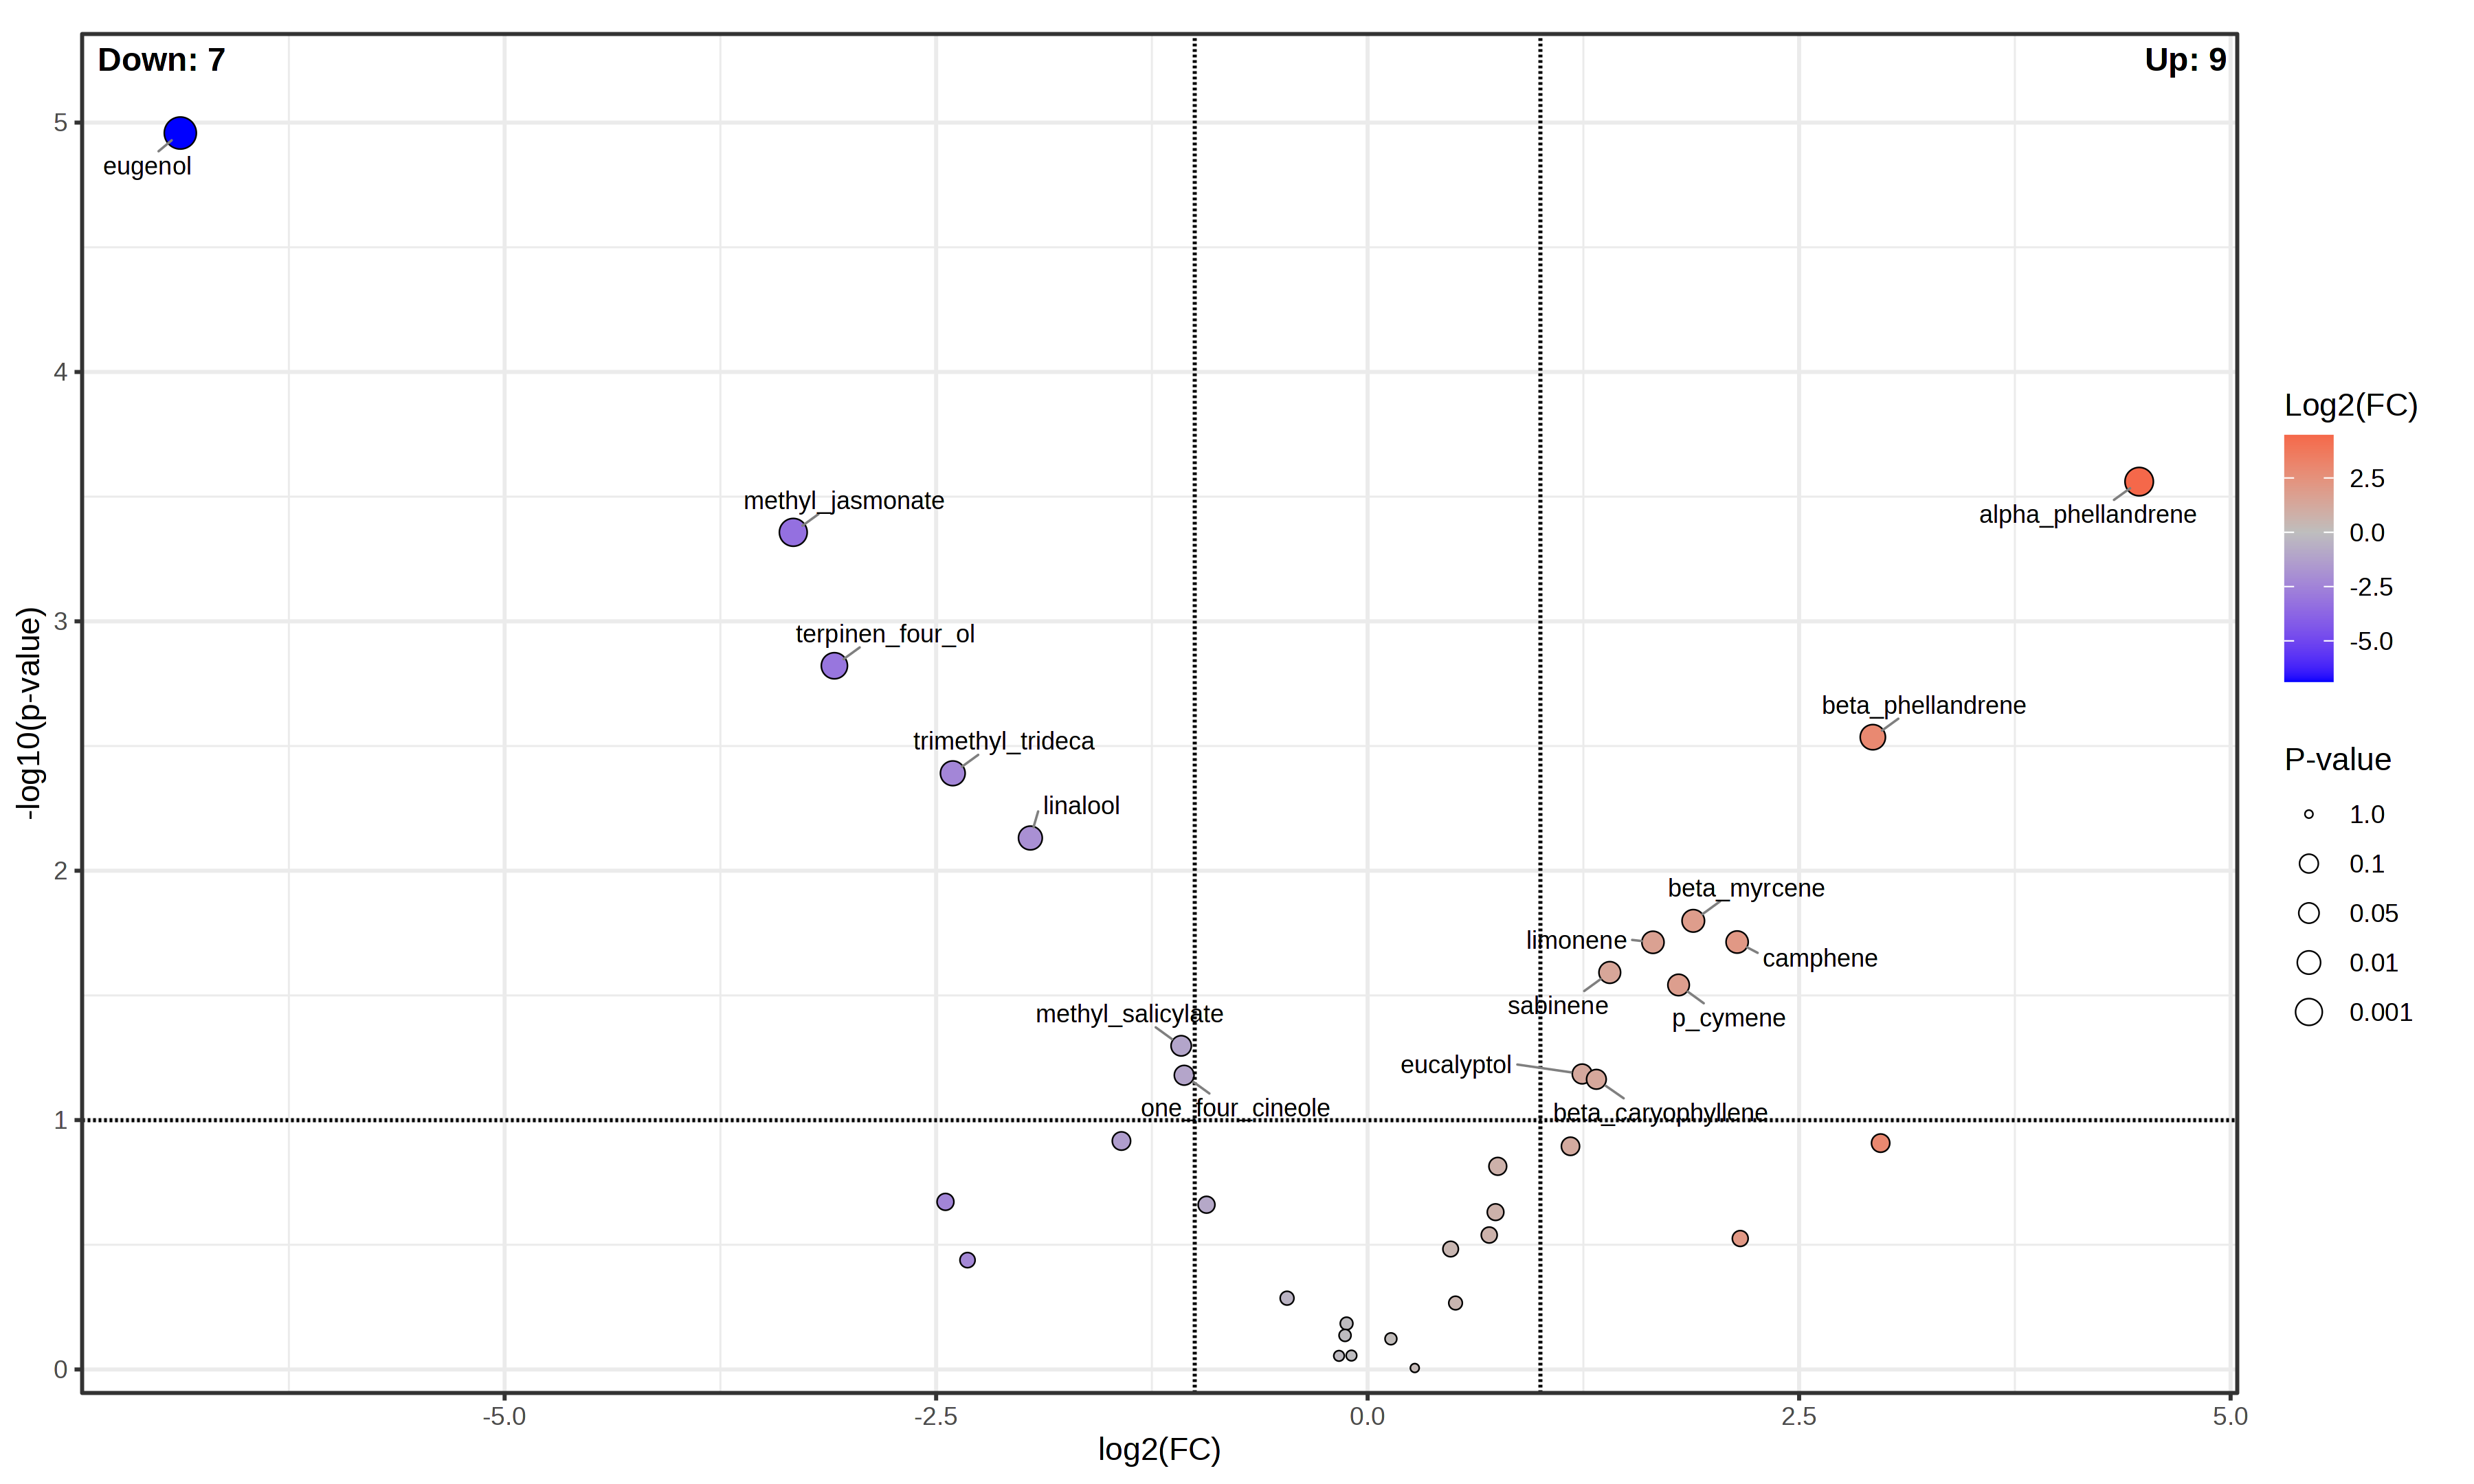 Down: 7
Up: 9
5
eugenol
4
Log2(FC)
2.5
0.0
-2.5
-5.0
methyl_jasmonate
alpha_phellandrene
3
terpinen_four_ol
-log10(p-value)
beta_phellandrene
trimethyl_trideca
linalool
P-value
1.0
0.1
0.05
0.01
0.001
2
beta_myrcene
limonene
camphene
sabinene
p_cymene
methyl_salicylate
eucalyptol
one_four_cineole
beta_caryophyllene
1
0
-5.0
-2.5
0.0
2.5
5.0
log2(FC)